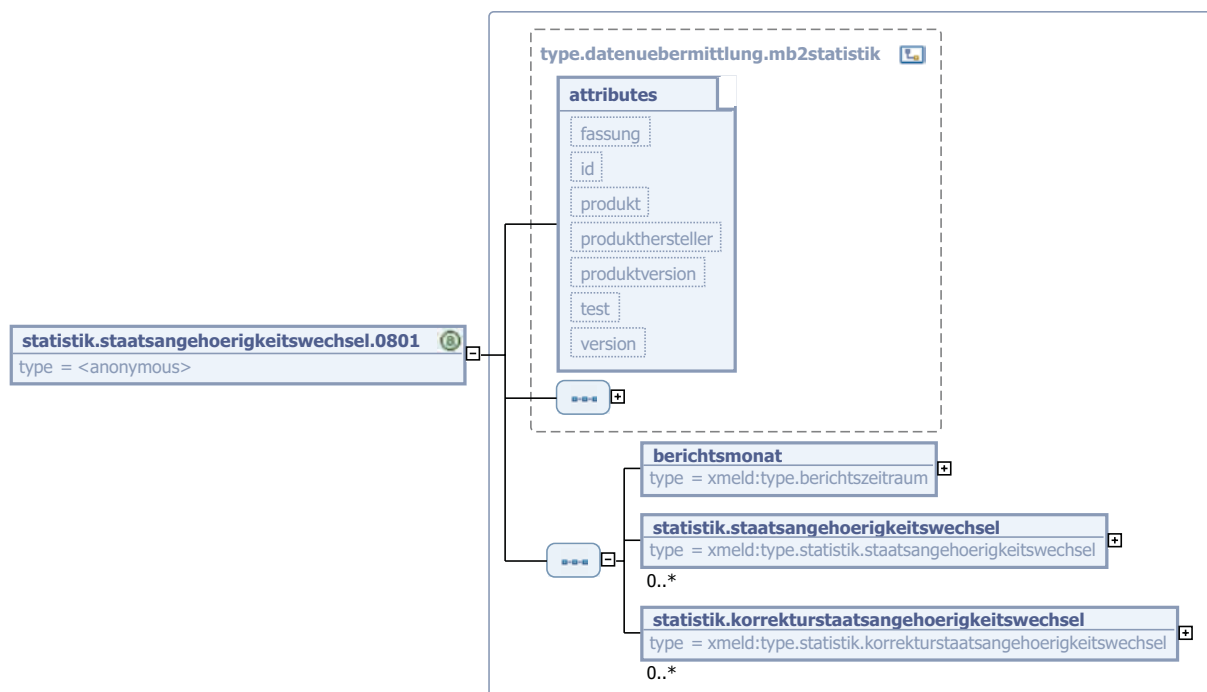 type.datenuebermittlung.mb2statistik
attributes
fassung
id
produkt
produkthersteller
produktversion
test
version
statistik.staatsangehoerigkeitswechsel.0801
type = <anonymous>
berichtsmonat
type = xmeld:type.berichtszeitraum
statistik.staatsangehoerigkeitswechsel
type = xmeld:type.statistik.staatsangehoerigkeitswechsel
0..*
statistik.korrekturstaatsangehoerigkeitswechsel
type = xmeld:type.statistik.korrekturstaatsangehoerigkeitswechsel
0..*